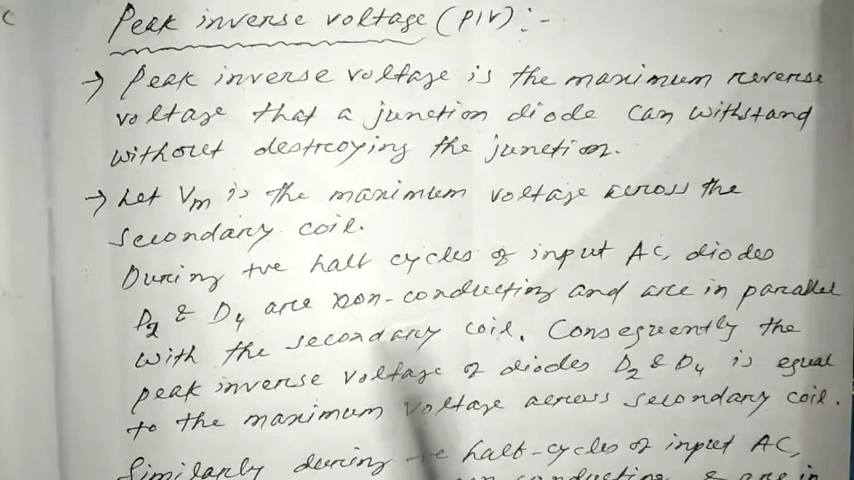 Peak inverse voltage (PIV):-
→ Peak inverse voltage is the maximum reverse
voltage that a junction diode can withstand
without destroying the junction.
→ Let Vm is the maximum voltage across the
secondary coil.
During +ve half cycles of input AC, diodes
D2 & D4 are non-conducting and are in parallel
with the secondary coil. Consequently the
peak inverse voltage of diodes D2 & D4 is equal
to the maximum voltage across secondary coil.
Similarly during -ve half-cycles of input AC,
conducting & are in